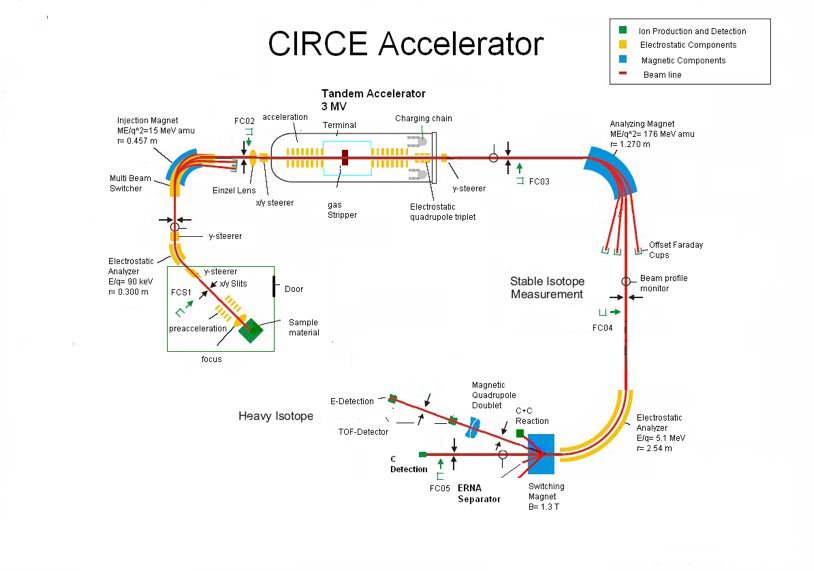 CIRCE Accelerator
Ion Production and Detection
Electrostatic Components
Magnetic Components
Beam line
Tandem Accelerator
3 MV
Injection Magnet
ME/q^2=15 MeV amu
r= 0.457 m
FC02
acceleration
Terminal
Charging chain
Analyzing Magnet
ME/q^2= 176 MeV amu
r= 1.270 m
Multi Beam
Switcher
Einzel Lens
x/y steerer
gas
Stripper
Electrostatic
quadrupole triplet
y-steerer
FC03
y-steerer
Electrostatic
Analyzer
E/q= 90 keV
r= 0.300 m
y-steerer
x/y Slits
FCS1
Door
preacceleration
Sample
material
focus
Offset Faraday
Cups
Stable Isotope
Measurement
Beam profile
monitor
FC04
Heavy Isotope
E-Detection
TOF-Detector
Magnetic
Quadrupole
Doublet
C+C
Reaction
Electrostatic
Analyzer
E/q= 5.1 MeV
r= 2.54 m
C
Detection
FC05
ERNA
Separator
Switching
Magnet
B= 1.3 T